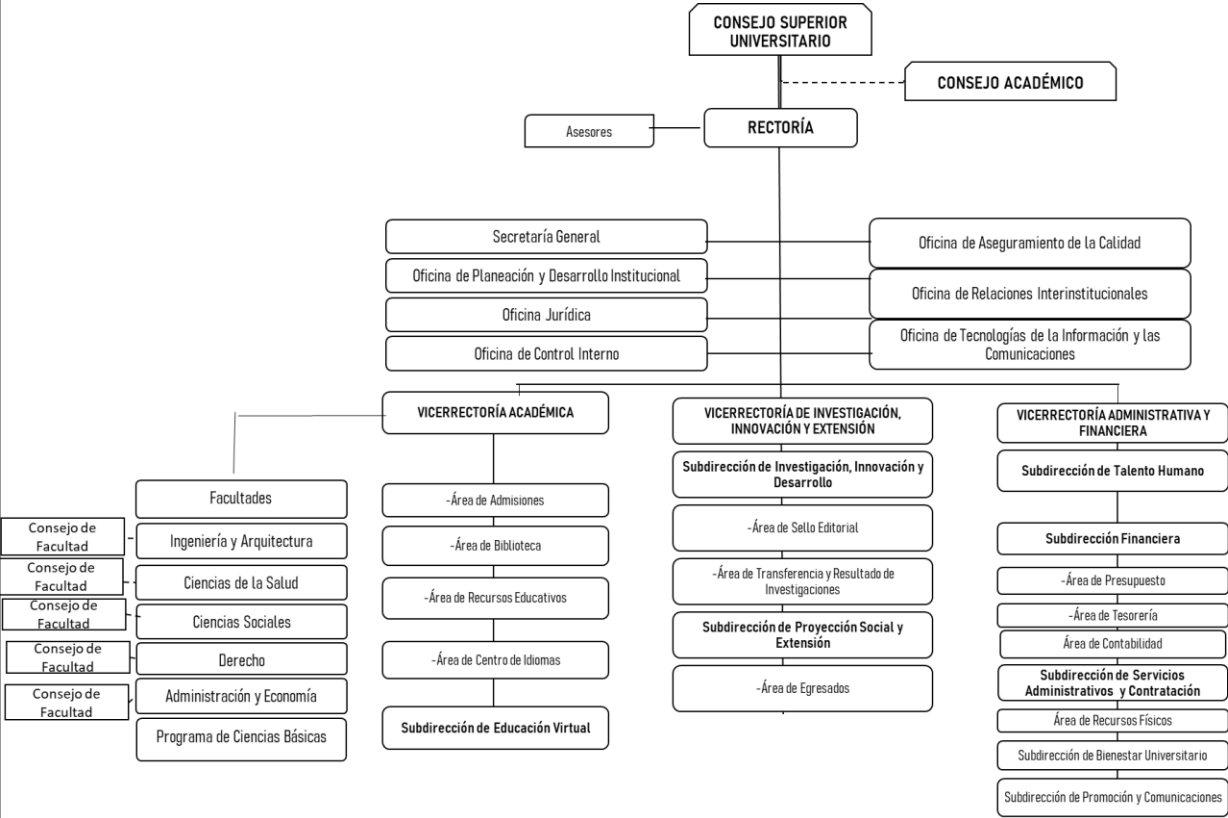 CONSEJO SUPERIOR
UNIVERSITARIO
CONSEJO ACADÉMICO
RECTORÍA
Asesores
Secretaría General
Oficina de Planeación y Desarrollo Institucional
Oficina Jurídica
Oficina de Control Interno
Oficina de Aseguramiento de la Calidad
Oficina de Relaciones Interinstitucionales
Oficina de Tecnologías de la Información y las
Comunicaciones
VICERRECTORÍA ACADÉMICA
Facultades
Consejo de
Facultad
Ingeniería y Arquitectura
Consejo de
Facultad
Ciencias de la Salud
Consejo de
Facultad
Ciencias Sociales
Consejo de
Facultad
Derecho
Consejo de
Facultad
Administración y Economía
Programa de Ciencias Básicas
-Área de Admisiones
-Área de Biblioteca
-Área de Recursos Educativos
-Área de Centro de Idiomas
Subdirección de Educación Virtual
VICERRECTORÍA DE INVESTIGACIÓN,
INNOVACIÓN Y EXTENSIÓN
Subdirección de Investigación, Innovación y
Desarrollo
-Área de Sello Editorial
-Área de Transferencia y Resultado de
Investigaciones
Subdirección de Proyección Social y
Extensión
-Área de Egresados
VICERRECTORÍA ADMINISTRATIVA Y
FINANCIERA
Subdirección de Talento Humano
Subdirección Financiera
-Área de Presupuesto
-Área de Tesorería
Área de Contabilidad
Subdirección de Servicios
Administrativos y Contratación
Área de Recursos Físicos
Subdirección de Bienestar Universitario
Subdirección de Promoción y Comunicaciones